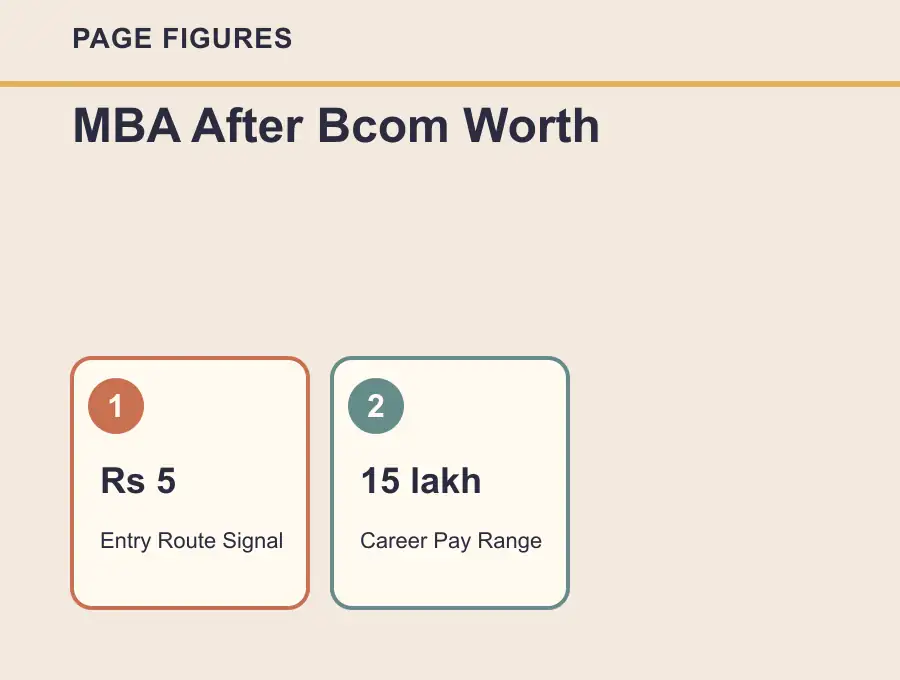 PAGE FIGURES
MBA After Bcom Worth
1
Rs 5
Entry Route Signal
2
15 lakh
Career Pay Range